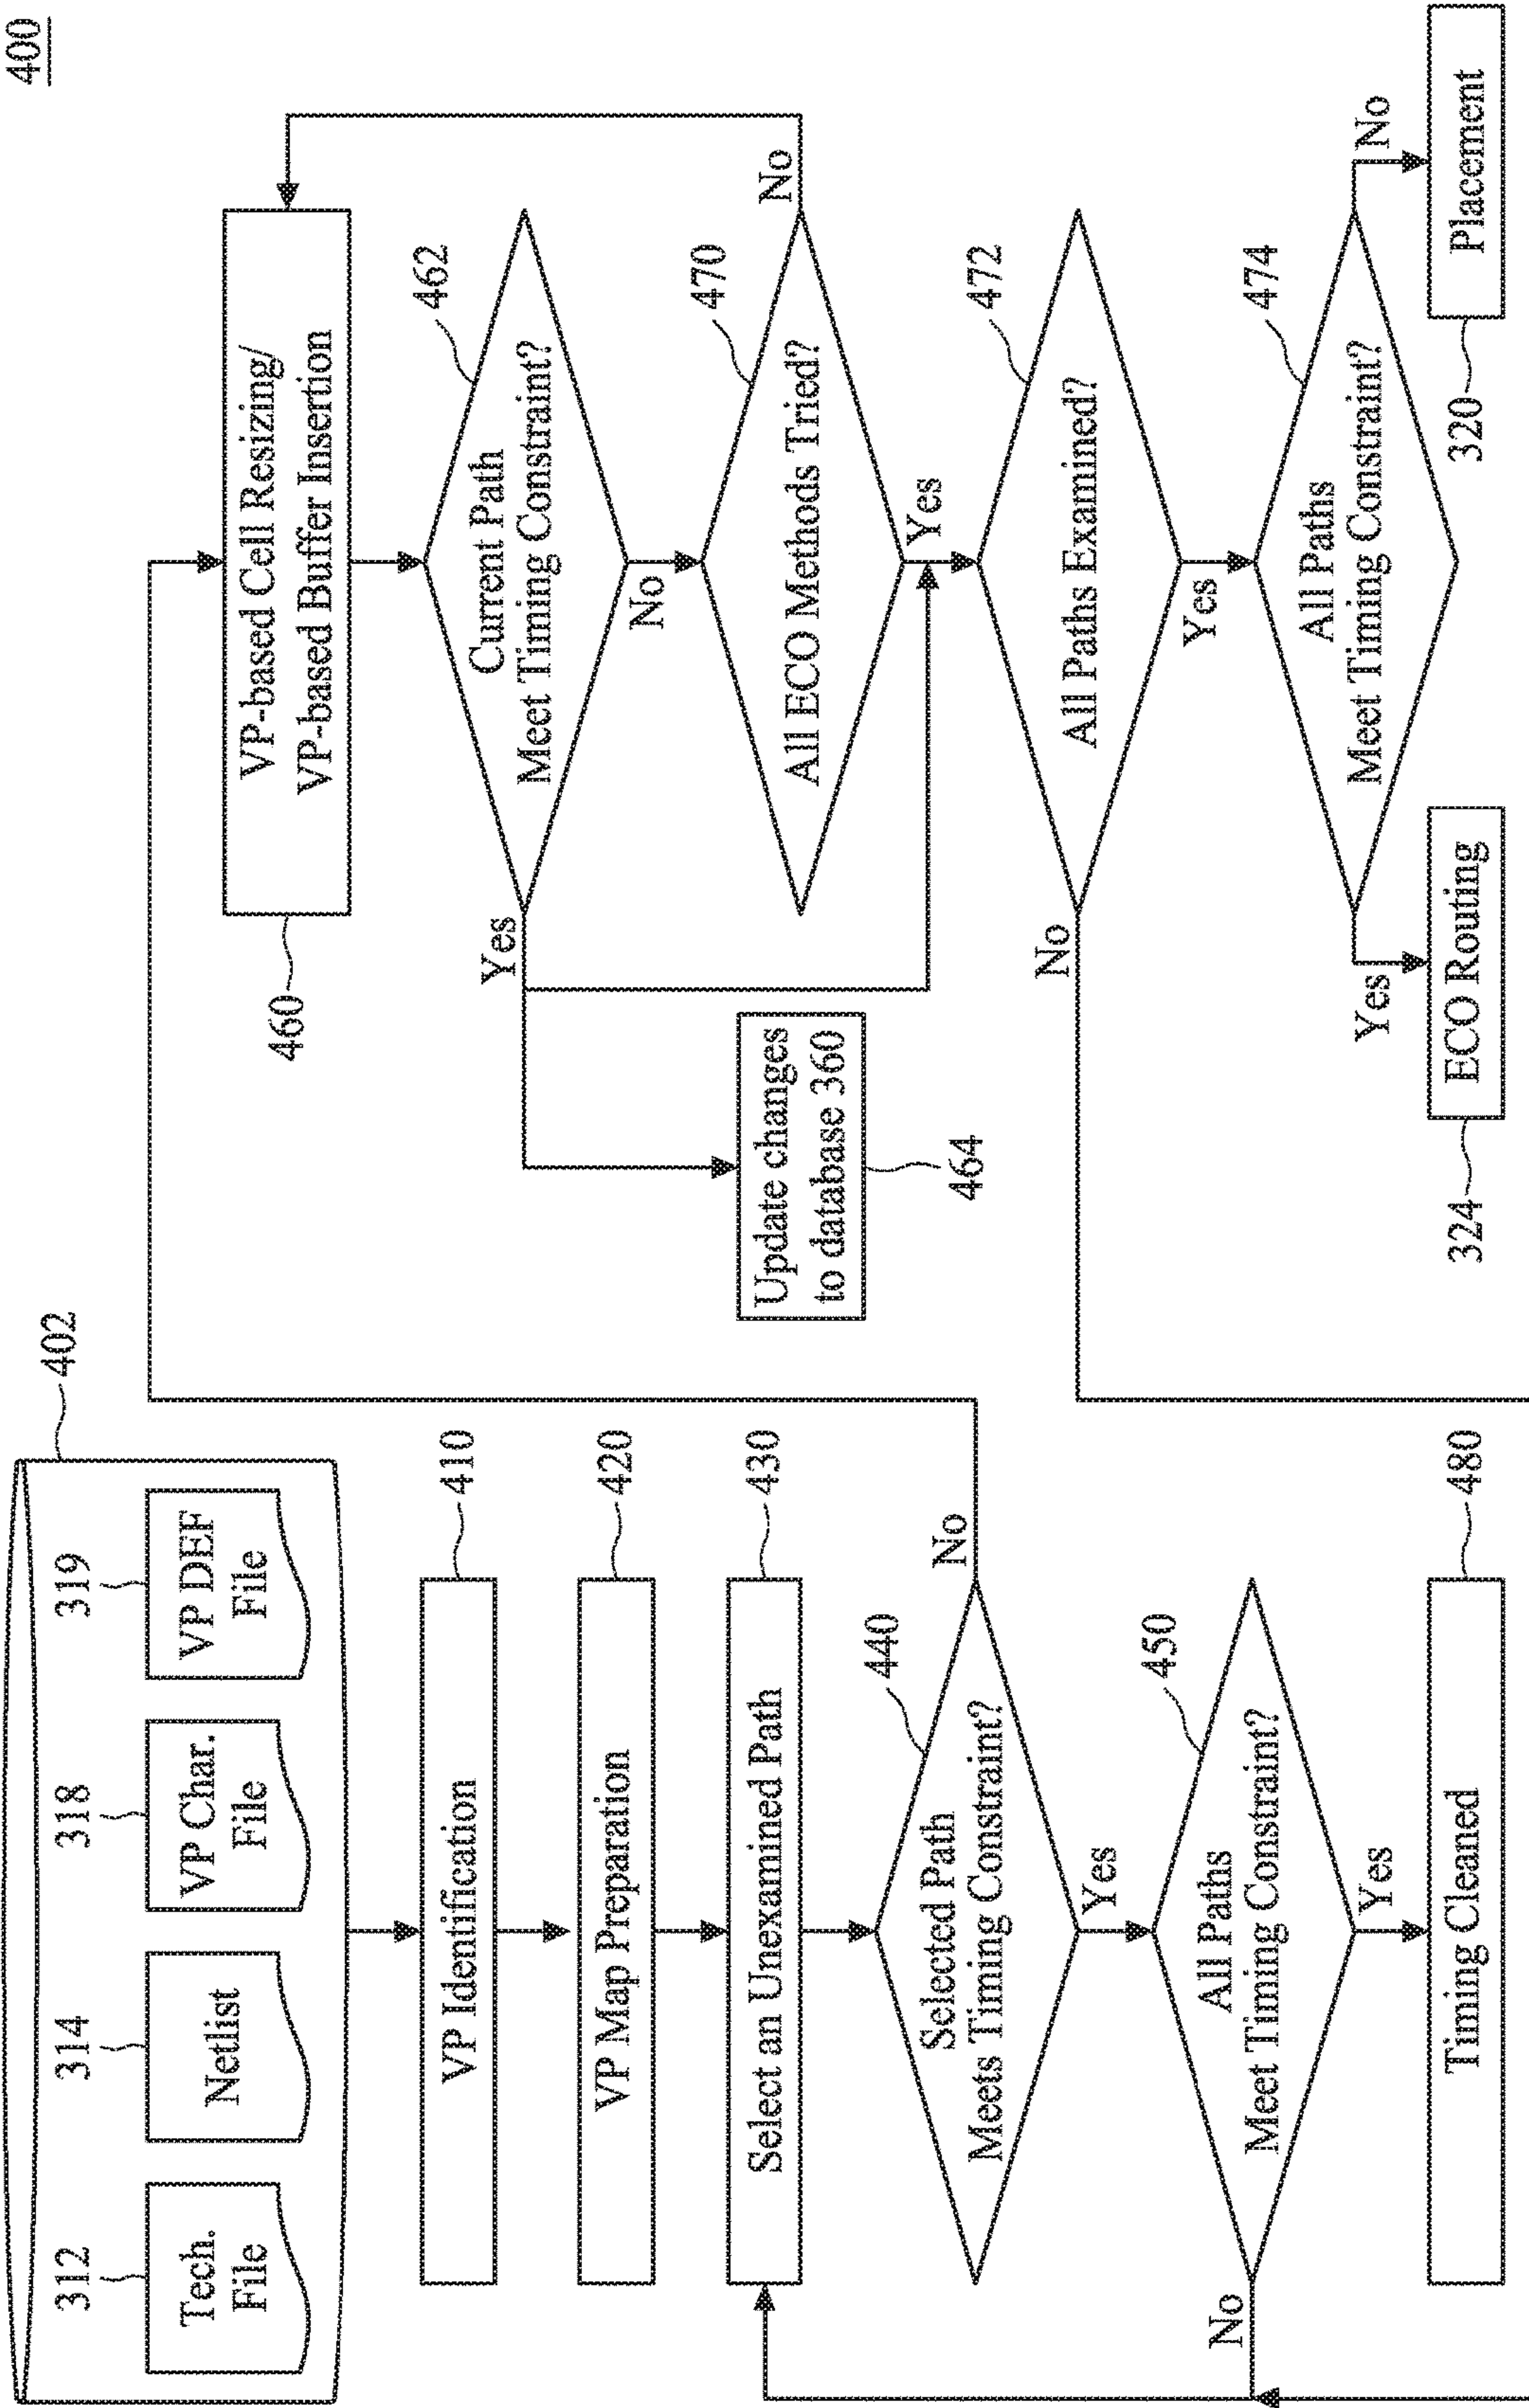 400
402
312
314
318
319
Tech.
File
Netlist
VP Char.
File
VP DEF
File
VP Identification
410
VP Map Preparation
420
Select an Unexamined Path
430
Selected Path
Meets Timing Constraint?
440
No
Yes
All Paths
Meet Timing Constraint?
450
No
Yes
Timing Cleaned
480
VP-based Cell Resizing/
VP-based Buffer Insertion
460
Current Path
Meet Timing Constraint?
462
Yes
No
Update changes
to database 360
464
All ECO Methods Tried?
470
No
Yes
All Paths Examined?
472
No
Yes
All Paths
Meet Timing Constraint?
474
Yes
No
ECO Routing
324
Placement
320